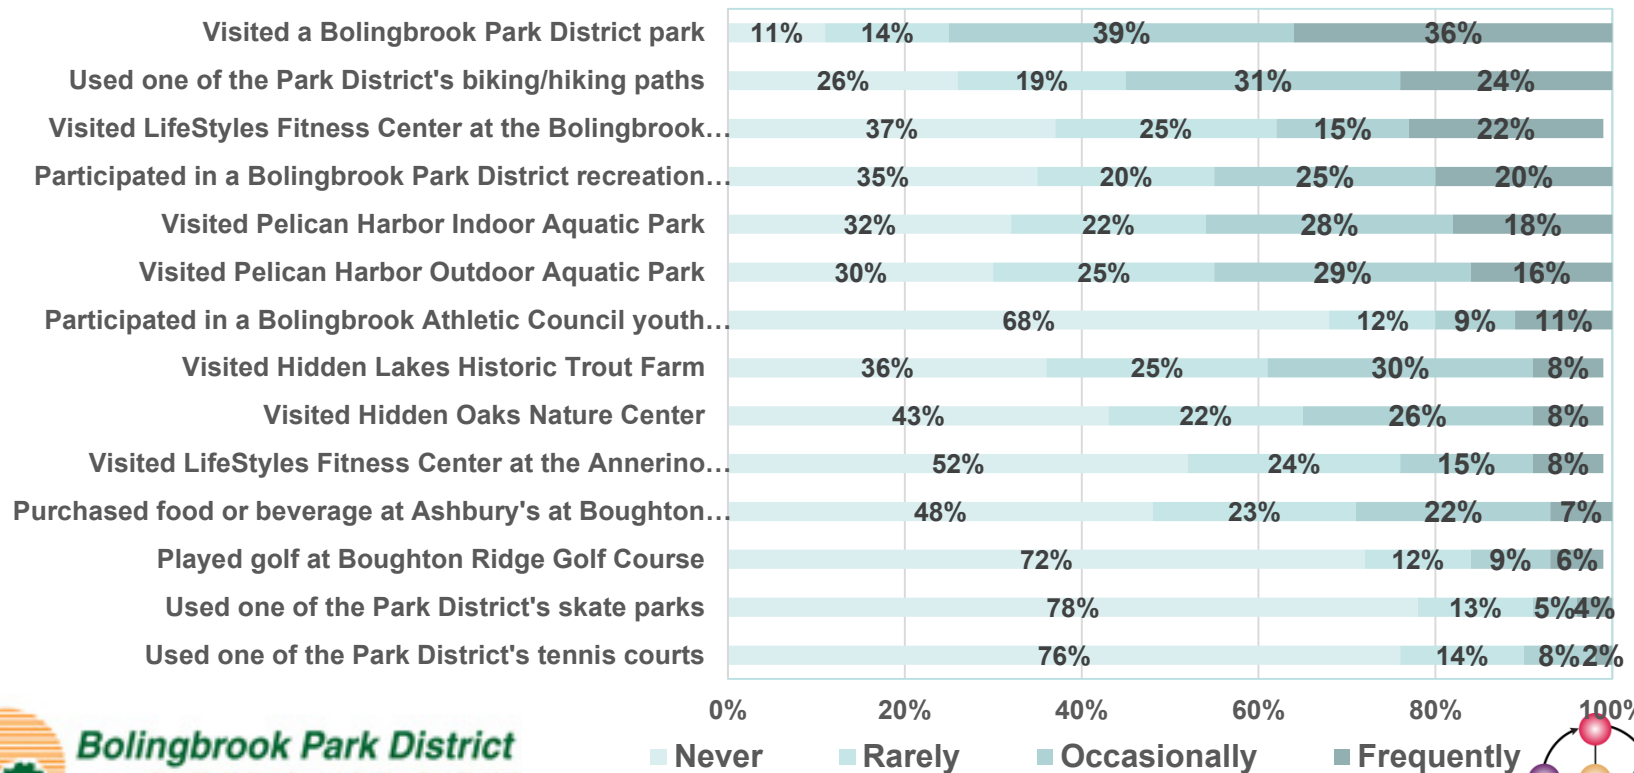 Visited a Bolingbrook Park District park 11% 14% 39% 36%
Used one of the Park District's biking/hiking paths 26% 19% 31% 24%
Visited LifeStyles Fitness Center at the Bolingbrook… 37% 25% 15% 22%
Participated in a Bolingbrook Park District recreation… 35% 20% 25% 20%
Visited Pelican Harbor Indoor Aquatic Park 32% 22% 28% 18%
Visited Pelican Harbor Outdoor Aquatic Park 30% 25% 29% 16%
Participated in a Bolingbrook Athletic Council youth… 68% 12% 9% 11%
Visited Hidden Lakes Historic Trout Farm 36% 25% 30% 8%
Visited Hidden Oaks Nature Center 43% 22% 26% 8%
Visited LifeStyles Fitness Center at the Annerino… 52% 24% 15% 8%
Purchased food or beverage at Ashbury's at Boughton… 48% 23% 22% 7%
Played golf at Boughton Ridge Golf Course 72% 12% 9% 6%
Used one of the Park District's skate parks 78% 13% 5% 4%
Used one of the Park District's tennis courts 76% 14% 8% 2%
0% 20% 40% 60% 80% 100%
Never Rarely Occasionally Frequently
Bolingbrook Park District